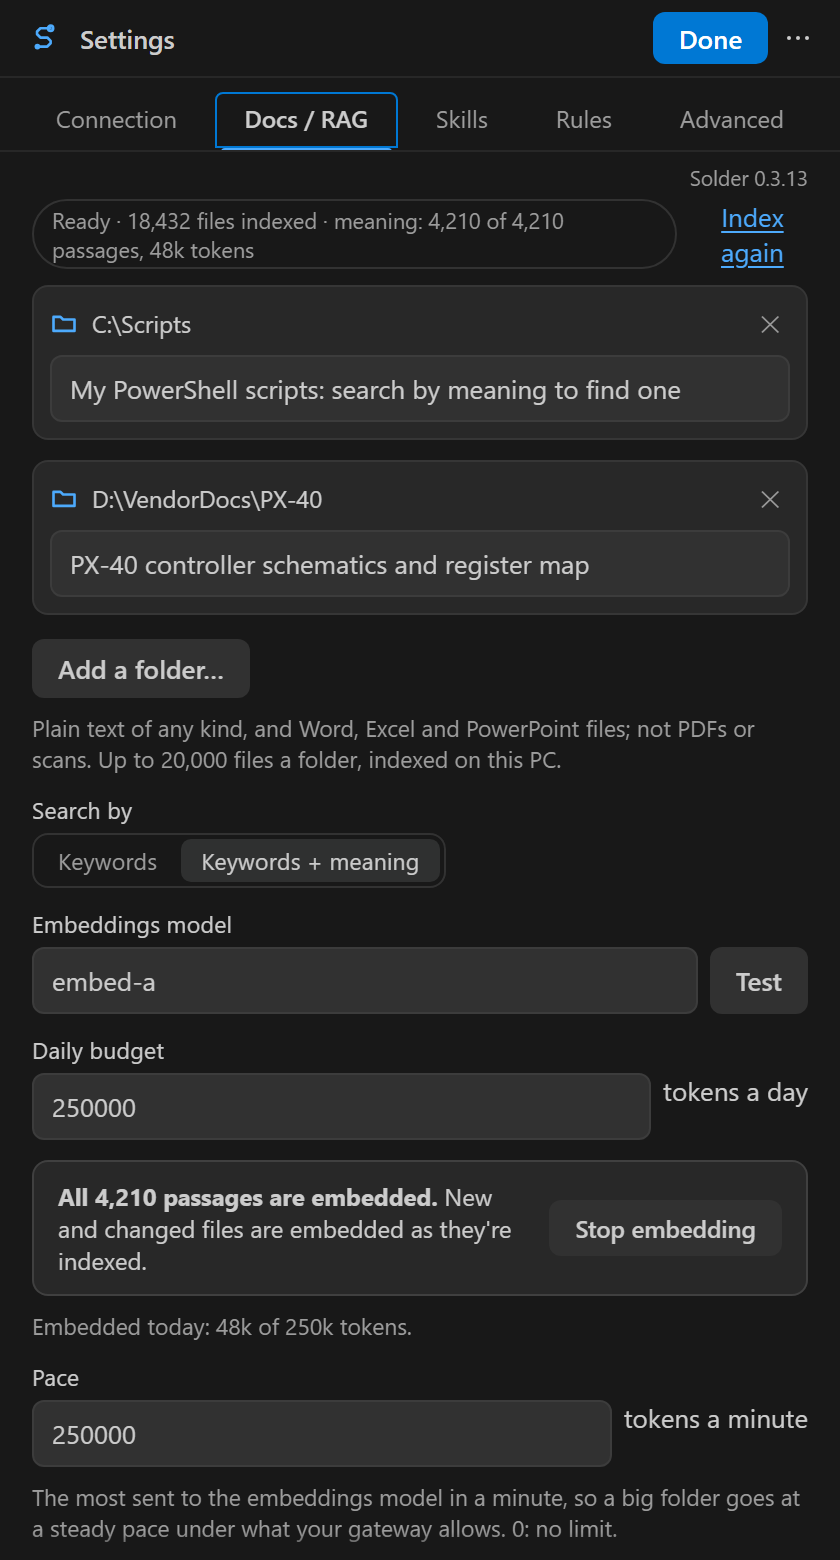 Settings
Done
Connection
Docs / RAG
Skills
Rules
Advanced
Solder 0.3.13
Ready · 18,432 files indexed · meaning: 4,210 of 4,210
passages, 48k tokens
Index
again
C:\Scripts
My PowerShell scripts: search by meaning to find one
D:\VendorDocs\PX-40
PX-40 controller schematics and register map
Add a folder...
Plain text of any kind, and Word, Excel and PowerPoint files; not PDFs or
scans. Up to 20,000 files a folder, indexed on this PC.
Search by
Keywords
Keywords + meaning
Embeddings model
embed-a
Test
Daily budget
250000
tokens a day
All 4,210 passages are embedded. New
and changed files are embedded as they're
indexed.
Stop embedding
Embedded today: 48k of 250k tokens.
Pace
250000
tokens a minute
The most sent to the embeddings model in a minute, so a big folder goes at
a steady pace under what your gateway allows. 0: no limit.